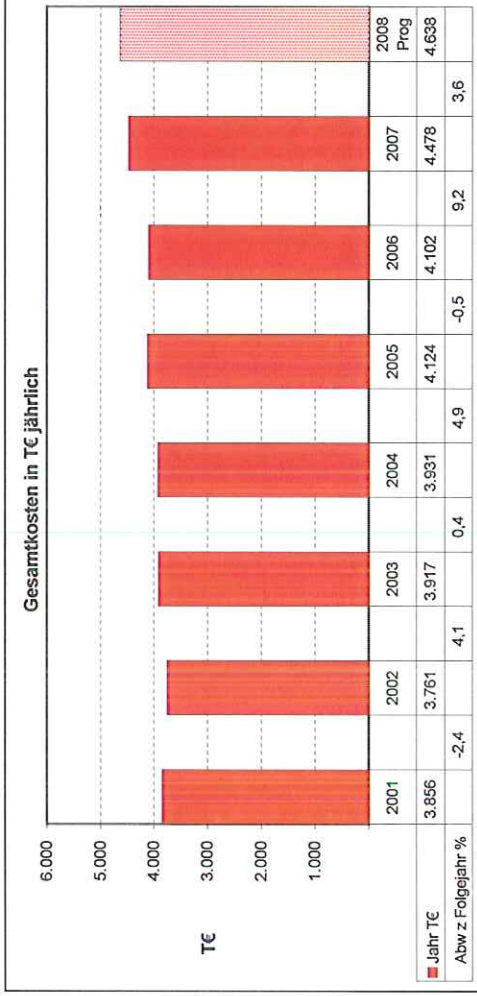 Gesamtkosten in T€ jährlich
6.000
5.000
4.000
3.000
2.000
1.000
T€
2001 2002 2003 2004 2005 2006 2007 2008 Prog
Jahr T€ 3.856 3.761 3.917 3.931 4.124 4.102 4.478 4.638
Abw z Folgejahr % -2,4 4,1 0,4 4,9 -0,5 9,2 3,6